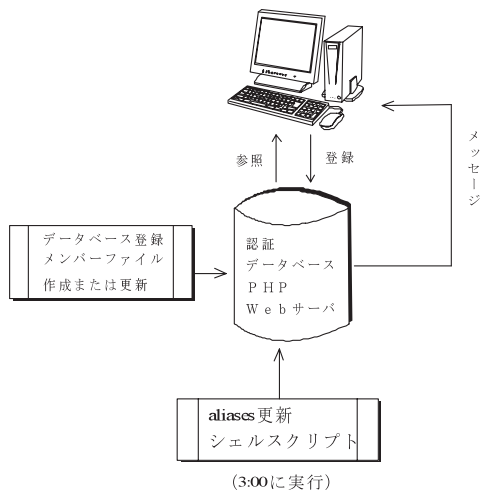 参照
登録
メッセージ
データベース登録
メンバーファイル
作成または更新
認証
データベース
ＰＨＰ
Ｗｅｂサーバ
aliases更新
シェルスクリプト
(3:00に実行)